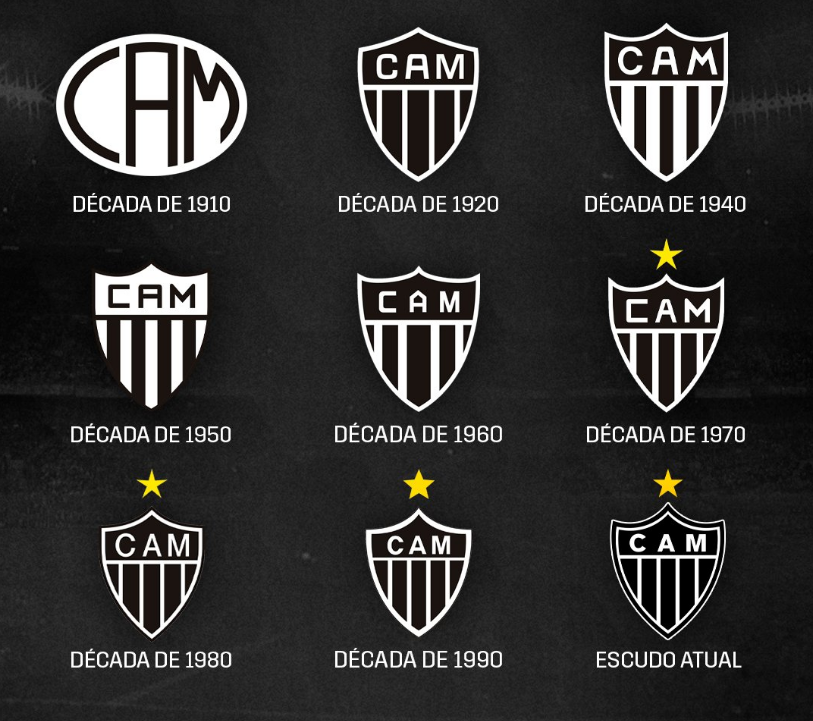 CAM
DÉCADA DE 1910
CAM
DÉCADA DE 1920
CAM
DÉCADA DE 1940
CAM
DÉCADA DE 1950
CAM
DÉCADA DE 1960
CAM
DÉCADA DE 1970
CAM
DÉCADA DE 1980
CAM
DÉCADA DE 1990
CAM
ESCUDO ATUAL